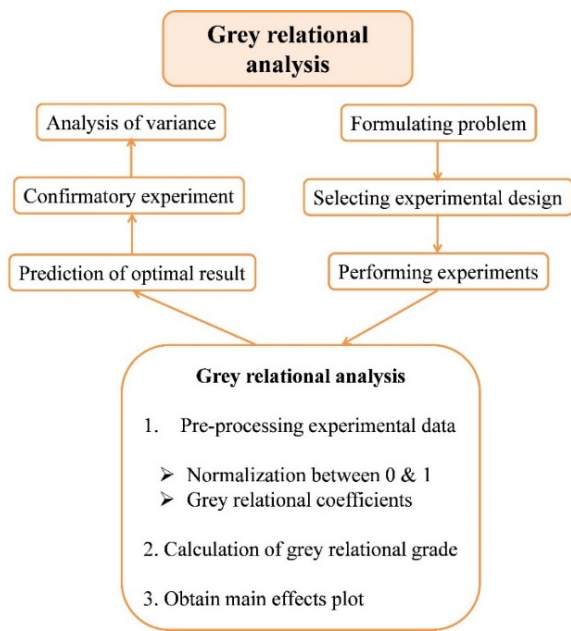 Grey relational
analysis
Formulating problem
Selecting experimental design
Performing experiments
Grey relational analysis
1. Pre-processing experimental data
➢ Normalization between 0 & 1
➢ Grey relational coefficients
2. Calculation of grey relational grade
3. Obtain main effects plot
Prediction of optimal result
Confirmatory experiment
Analysis of variance